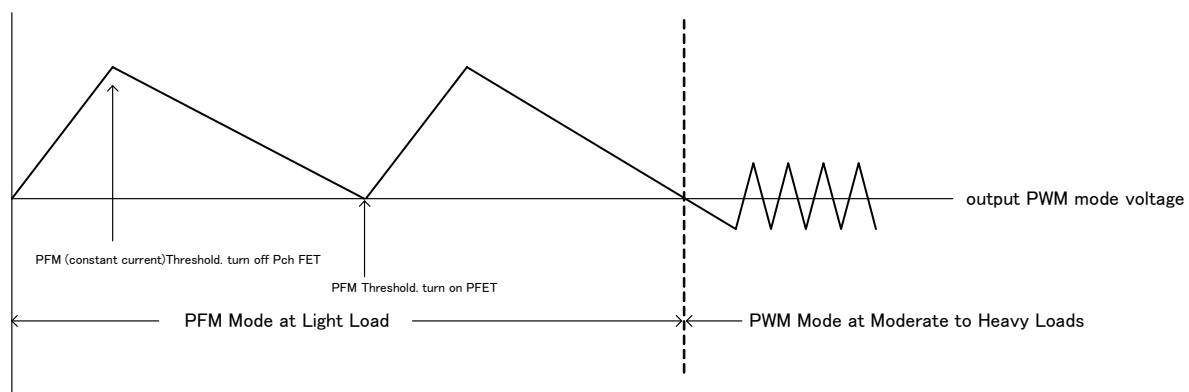 output PWM mode voltage
PFM (constant current)Threshold. turn off Pch FET
PFM Threshold. turn on PFET
PFM Mode at Light Load
PWM Mode at Moderate to Heavy Loads